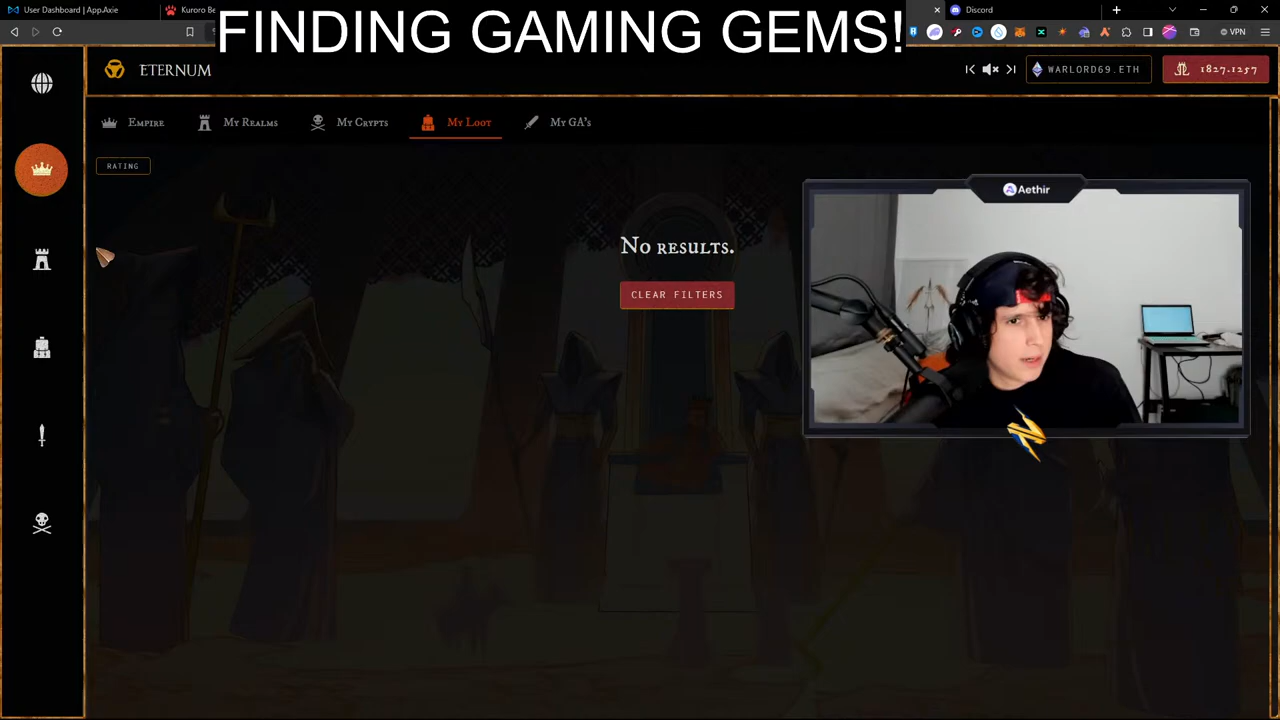 User Dashboard | App.Axie
Kuroro Be
Discord
FINDING GAMING GEMS!
VPN
ETERNUM
WARLORD69.ETH
1827.1257
EMPIRE
MY REALMS
MY CRYPTS
MY LOOT
MY GA'S
RATING
Aethir
NO RESULTS.
CLEAR FILTERS